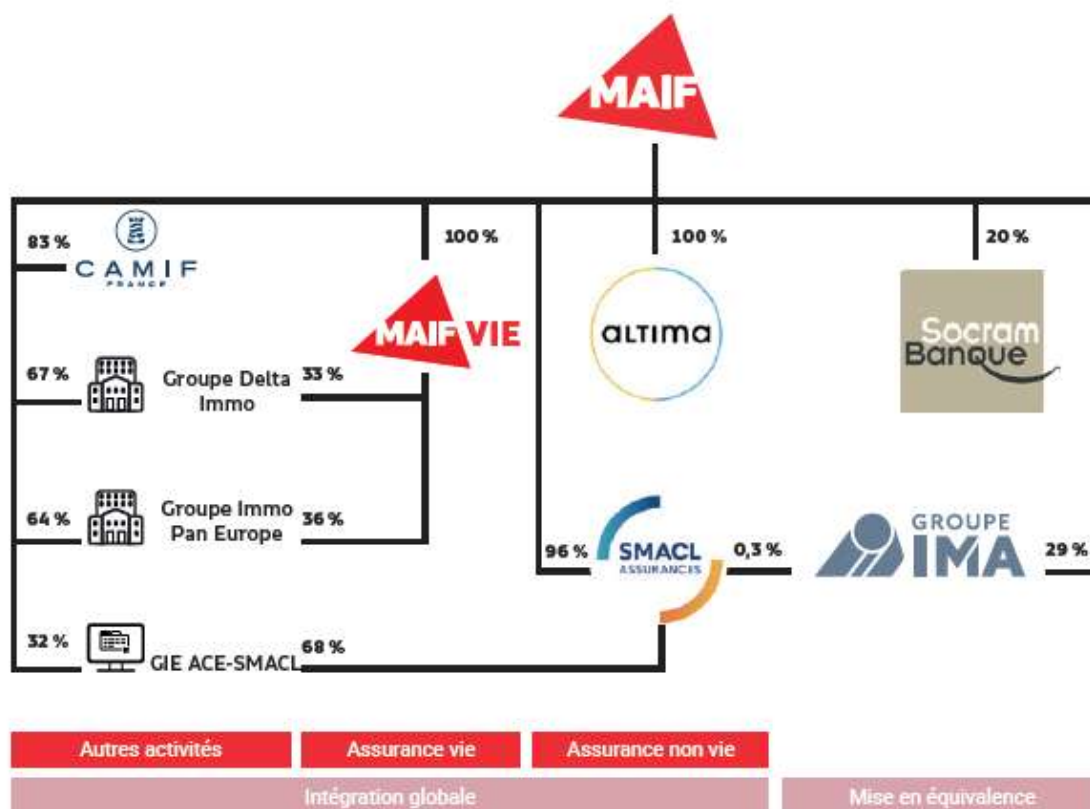 MAIF
83 %
CAMIF
FRANCE
100 %
100 %
20 %
MAIF VIE
ALTIMA
Socram
Banque
67 %
Groupe Delta
Immo
33 %
64 %
Groupe Immo
Pan Europe
36 %
96 %
SMACL
ASSURANCES
0,3 %
GROUPE
IMA
29 %
32 %
GIE ACE-SMACL
68 %
Autres activités
Assurance vie
Assurance non vie
Intégration globale
Mise en équivalence